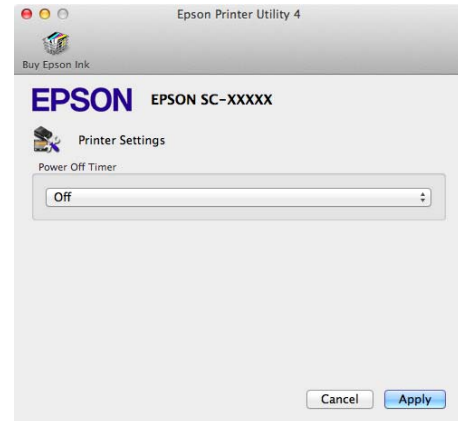 Epson Printer Utility 4
Buy Epson Ink
EPSON EPSON SC-XXXXX
Printer Settings
Power Off Timer
Off
Cancel Apply